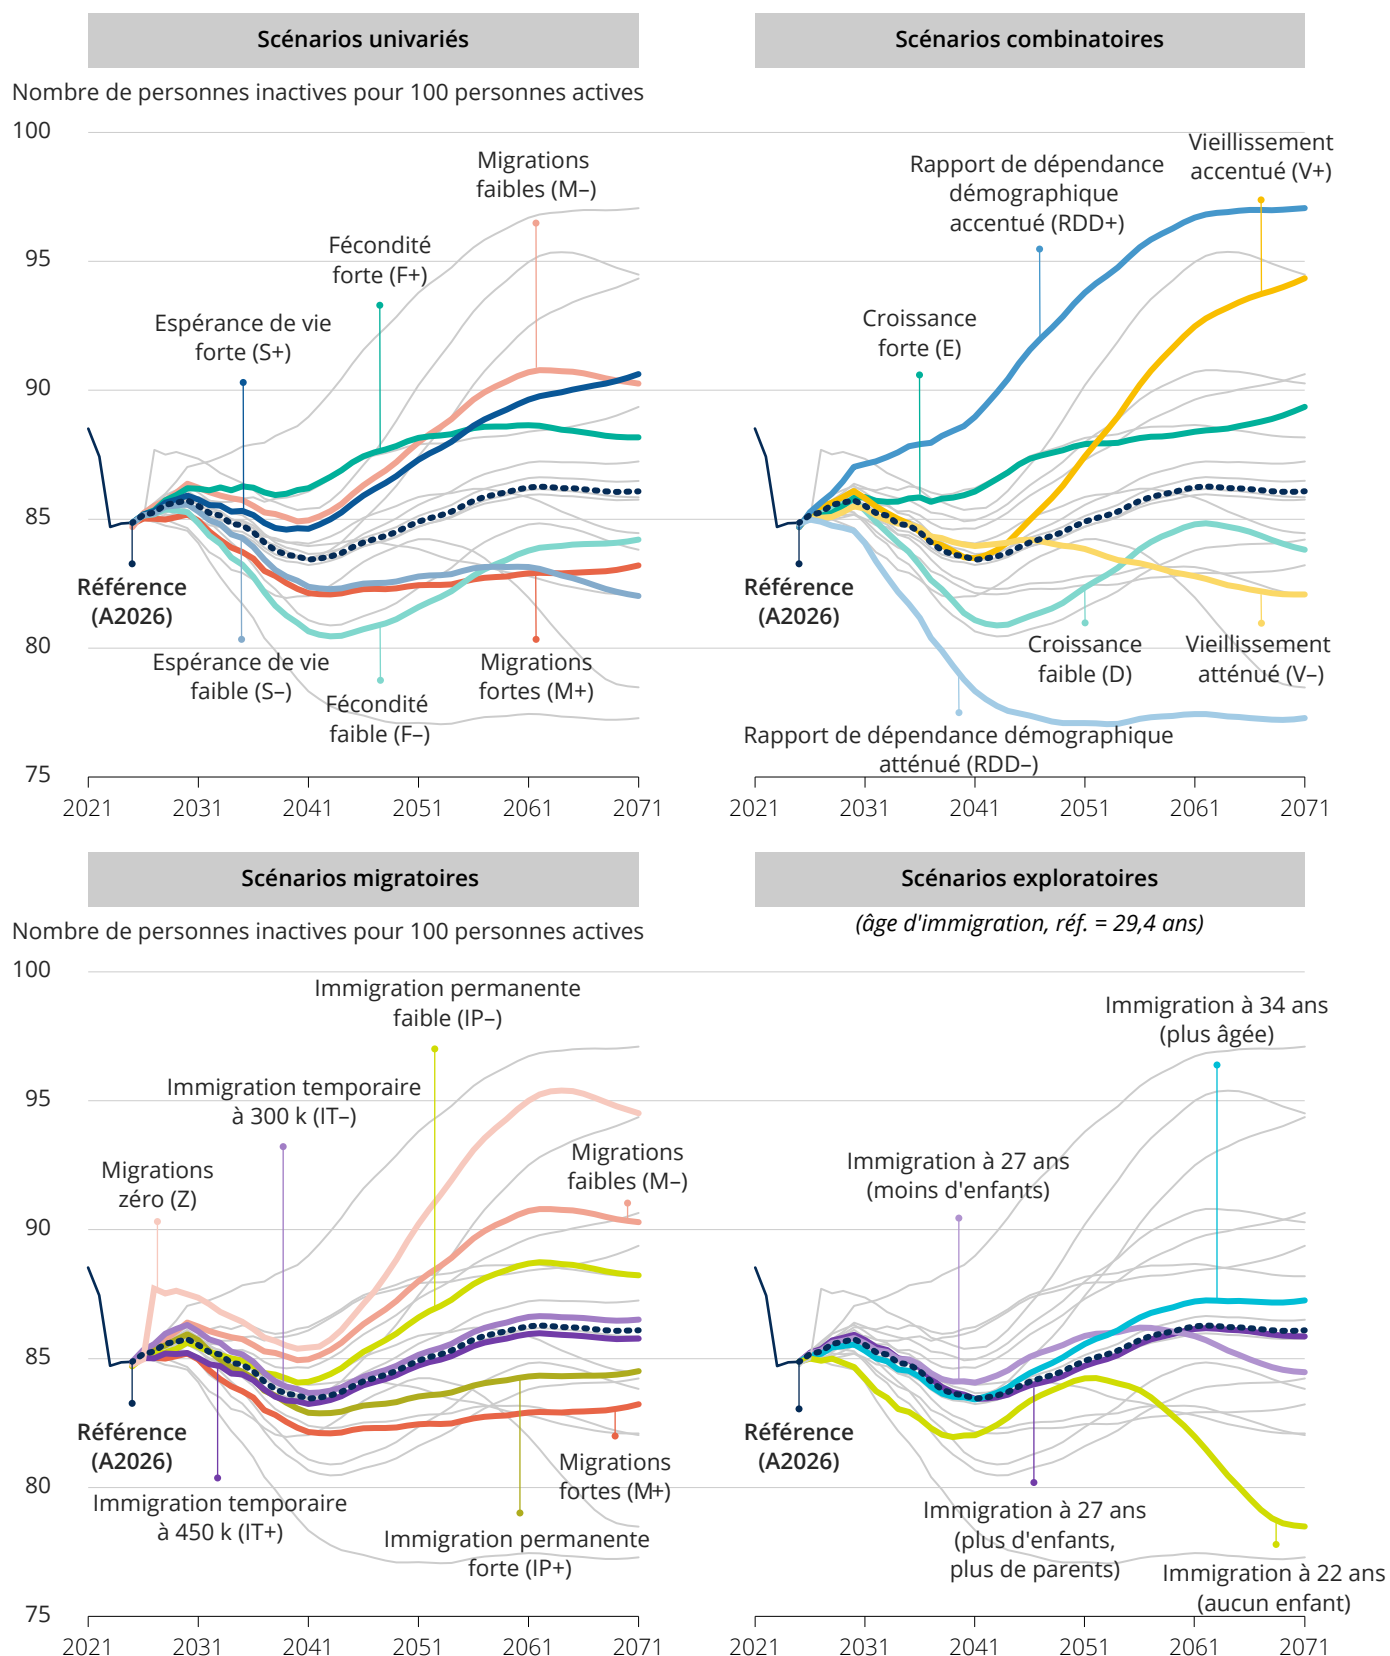 Scénarios univariés
Scénarios combinatoires
Nombre de personnes inactives pour 100 personnes actives
100
95
90
85
80
75
Migrations
faibles (M–)
Fécondité
forte (F+)
Espérance de vie
forte (S+)
Référence
(A2026)
Espérance de vie
faible (S–)
Fécondité
faible (F–)
Migrations
fortes (M+)
2021 2031 2041 2051 2061 2071
Vieillissement
accentué (V+)
Rapport de dépendance
démographique
accentué (RDD+)
Croissance
forte (E)
Référence
(A2026)
Croissance
faible (D)
Vieillissement
atténué (V–)
Rapport de dépendance démographique
atténué (RDD–)
2021 2031 2041 2051 2061 2071
Scénarios migratoires
Scénarios exploratoires
(âge d'immigration, réf. = 29,4 ans)
Nombre de personnes inactives pour 100 personnes actives
100
95
90
85
80
75
Immigration permanente
faible (IP–)
Immigration temporaire
à 300 k (IT–)
Migrations
zéro (Z)
Migrations
faibles (M–)
Référence
(A2026)
Immigration temporaire
à 450 k (IT+)
Migrations
fortes (M+)
Immigration permanente
forte (IP+)
2021 2031 2041 2051 2061 2071
Immigration à 34 ans
(plus âgée)
Immigration à 27 ans
(moins d'enfants)
Référence
(A2026)
Immigration à 27 ans
(plus d'enfants,
plus de parents)
Immigration à 22 ans
(aucun enfant)
2021 2031 2041 2051 2061 2071